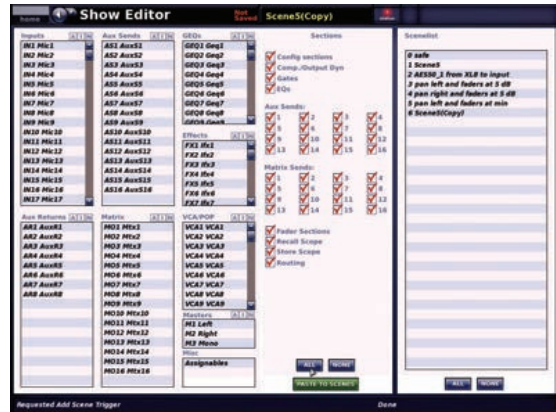 home
Show Editor
Not Saved
Scene5(Copy)
Inputs A I N
IN1 Mic1
IN2 Mic2
IN3 Mic3
IN4 Mic4
IN5 Mic5
IN6 Mic6
IN7 Mic7
IN8 Mic8
IN9 Mic9
IN10 Mic10
IN11 Mic11
IN12 Mic12
IN13 Mic13
IN14 Mic14
IN15 Mic15
IN16 Mic16
IN17 Mic17
Aux Sends A I N
AS1 AuxS1
AS2 AuxS2
AS3 AuxS3
AS4 AuxS4
AS5 AuxS5
AS6 AuxS6
AS7 AuxS7
AS8 AuxS8
AS9 AuxS9
AS10 AuxS10
AS11 AuxS11
AS12 AuxS12
AS13 AuxS13
AS14 AuxS14
AS15 AuxS15
AS16 AuxS16
GEQs A I N
GEQ1 Geq1
GEQ2 Geq2
GEQ3 Geq3
GEQ4 Geq4
GEQ5 Geq5
GEQ6 Geq6
GEQ7 Geq7
GEQ8 Geq8
GEQ9 Geq9
Effects A I N
FX1 Ifx1
FX2 Ifx2
FX3 Ifx3
FX4 Ifx4
FX5 Ifx5
FX6 Ifx6
FX7 Ifx7
Aux Returns A I N
AR1 AuxR1
AR2 AuxR2
AR3 AuxR3
AR4 AuxR4
AR5 AuxR5
AR6 AuxR6
AR7 AuxR7
AR8 AuxR8
Matrix A I N
MO1 Mtx1
MO2 Mtx2
MO3 Mtx3
MO4 Mtx4
MO5 Mtx5
MO6 Mtx6
MO7 Mtx7
MO8 Mtx8
MO9 Mtx9
MO10 Mtx10
MO11 Mtx11
MO12 Mtx12
MO13 Mtx13
MO14 Mtx14
MO15 Mtx15
MO16 Mtx16
VCA/POP A I N
VCA1 VCA1
VCA2 VCA2
VCA3 VCA3
VCA4 VCA4
VCA5 VCA5
VCA6 VCA6
VCA7 VCA7
VCA8 VCA8
VCA9 VCA9
Masters A I N
M1 Left
M2 Right
M3 Mono
Misc
Assignables
Sections
Config sections
Comp./Output Dyn
Gates
EQs
Aux Sends:
1 2 3 4
5 6 7 8
9 10 11 12
13 14 15 16
Matrix Sends:
1 2 3 4
5 6 7 8
9 10 11 12
13 14 15 16
Fader Sections
Recall Scope
Store Scope
Routing
ALL NONE
PASTE TO SCENES
Scenelist
0 safe
1 Scene5
2 AES50_1 from XL8 to input
3 pan left and faders at 5 dB
4 pan right and faders at 5 dB
5 pan left and faders at min
6 Scene5(Copy)
ALL NONE
Requested Add Scene Trigger
Done